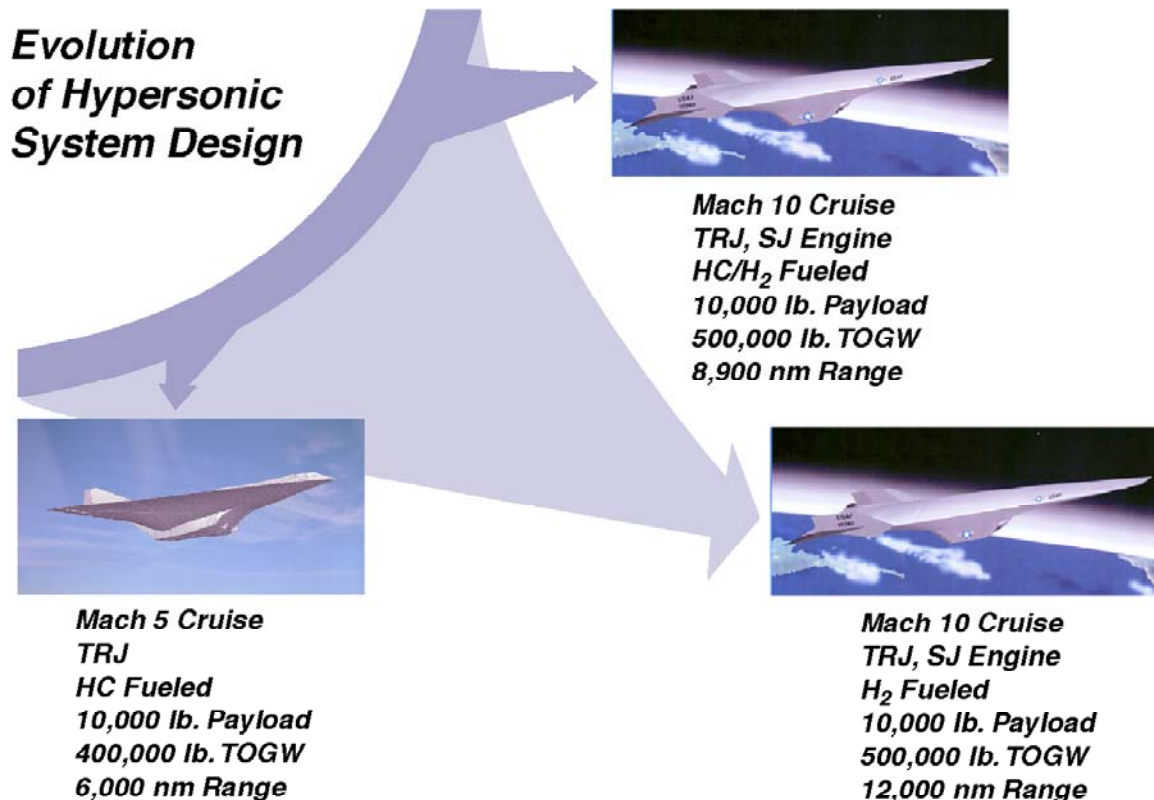 Evolution
of Hypersonic
System Design
USAF
USAF
Mach 10 Cruise
TRJ, SJ Engine
HC/H₂ Fueled
10,000 lb. Payload
500,000 lb. TOGW
8,900 nm Range
Mach 5 Cruise
TRJ
HC Fueled
10,000 lb. Payload
400,000 lb. TOGW
6,000 nm Range
USAF
Mach 10 Cruise
TRJ, SJ Engine
H₂ Fueled
10,000 lb. Payload
500,000 lb. TOGW
12,000 nm Range